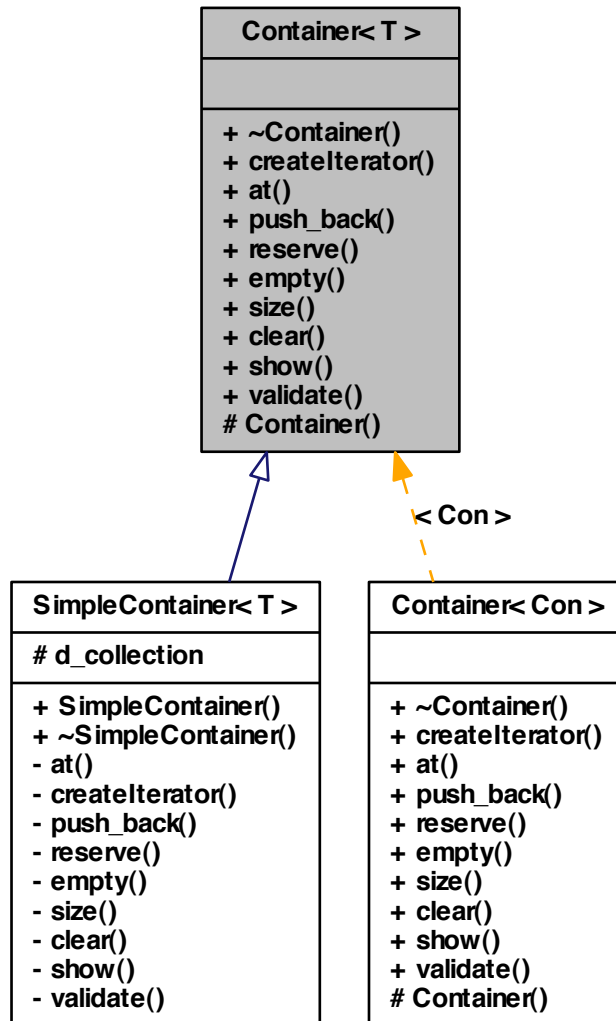 Container< T >
+ ~Container()
+ createIterator()
+ at()
+ push_back()
+ reserve()
+ empty()
+ size()
+ clear()
+ show()
+ validate()
# Container()
< Con >
SimpleContainer< T >
# d_collection
+ SimpleContainer()
+ ~SimpleContainer()
- at()
- createIterator()
- push_back()
- reserve()
- empty()
- size()
- clear()
- show()
- validate()
Container< Con >
+ ~Container()
+ createIterator()
+ at()
+ push_back()
+ reserve()
+ empty()
+ size()
+ clear()
+ show()
+ validate()
# Container()